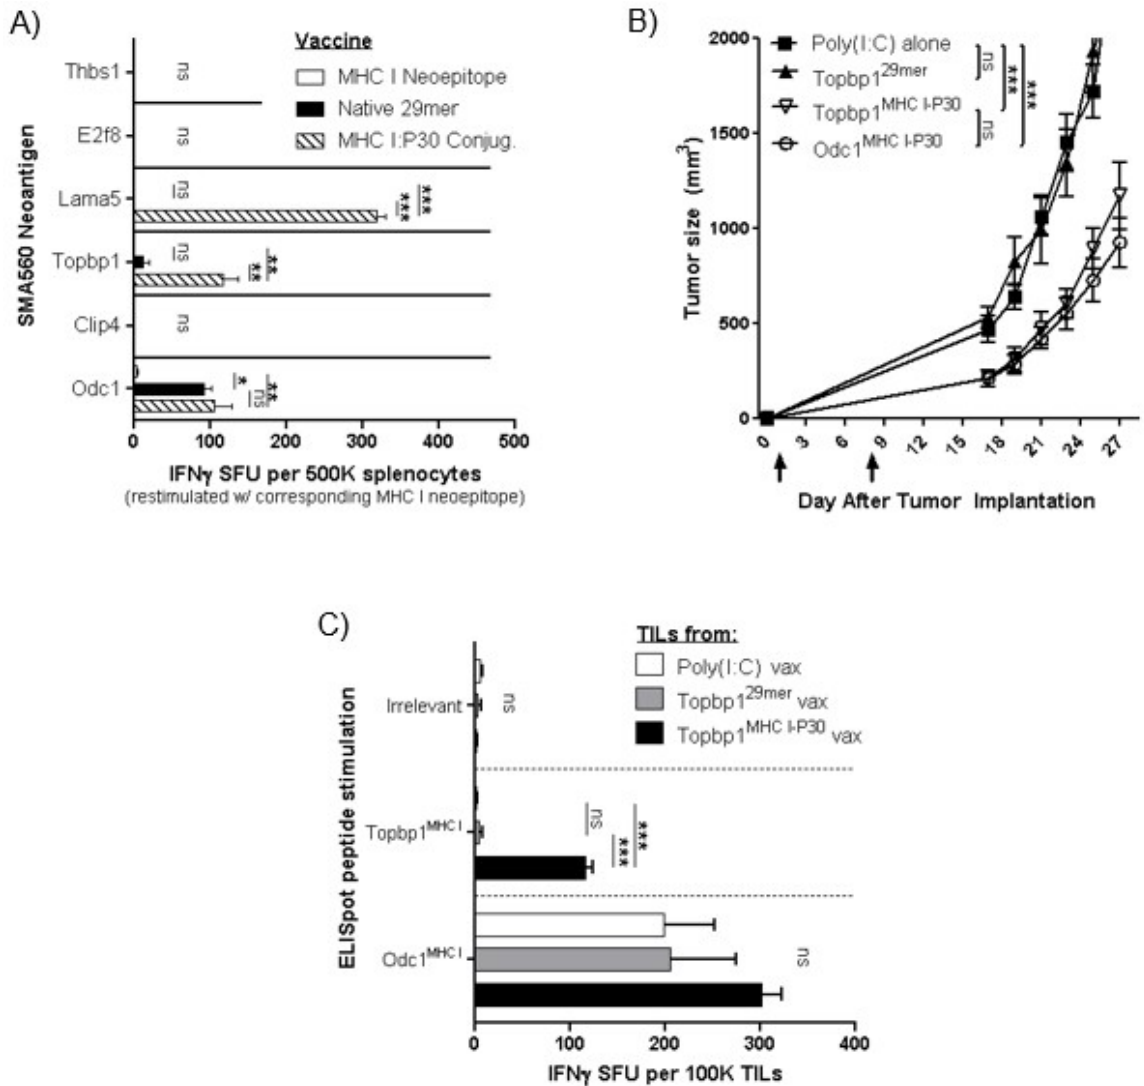 A)
Vaccine
MHC I Neoepitope
Native 29mer
MHC I:P30 Conjug.
SMA560 Neoantigen
Thbs1
ns
E2f8
ns
Lama5
ns
***
***
Topbp1
ns
**
**
Clip4
ns
Odc1
*
ns
**
0 100 200 300 400 500
IFNγ SFU per 500K splenocytes
(restimulated w/ corresponding MHC I neoepitope)
B)
Poly(I:C) alone
Topbp1 29mer
Topbp1 MHC I-P30
Odc1 MHC I-P30
ns
***
***
ns
Tumor size (mm³)
2000
1500
1000
500
0
0 3 6 9 12 15 18 21 24 27
Day After Tumor Implantation
C)
TILs from:
Poly(I:C) vax
Topbp1 29mer vax
Topbp1 MHC I-P30 vax
ELISpot peptide stimulation
Irrelevant
ns
Topbp1 MHC I
ns
***
***
Odc1 MHC I
ns
0 100 200 300 400
IFNγ SFU per 100K TILs